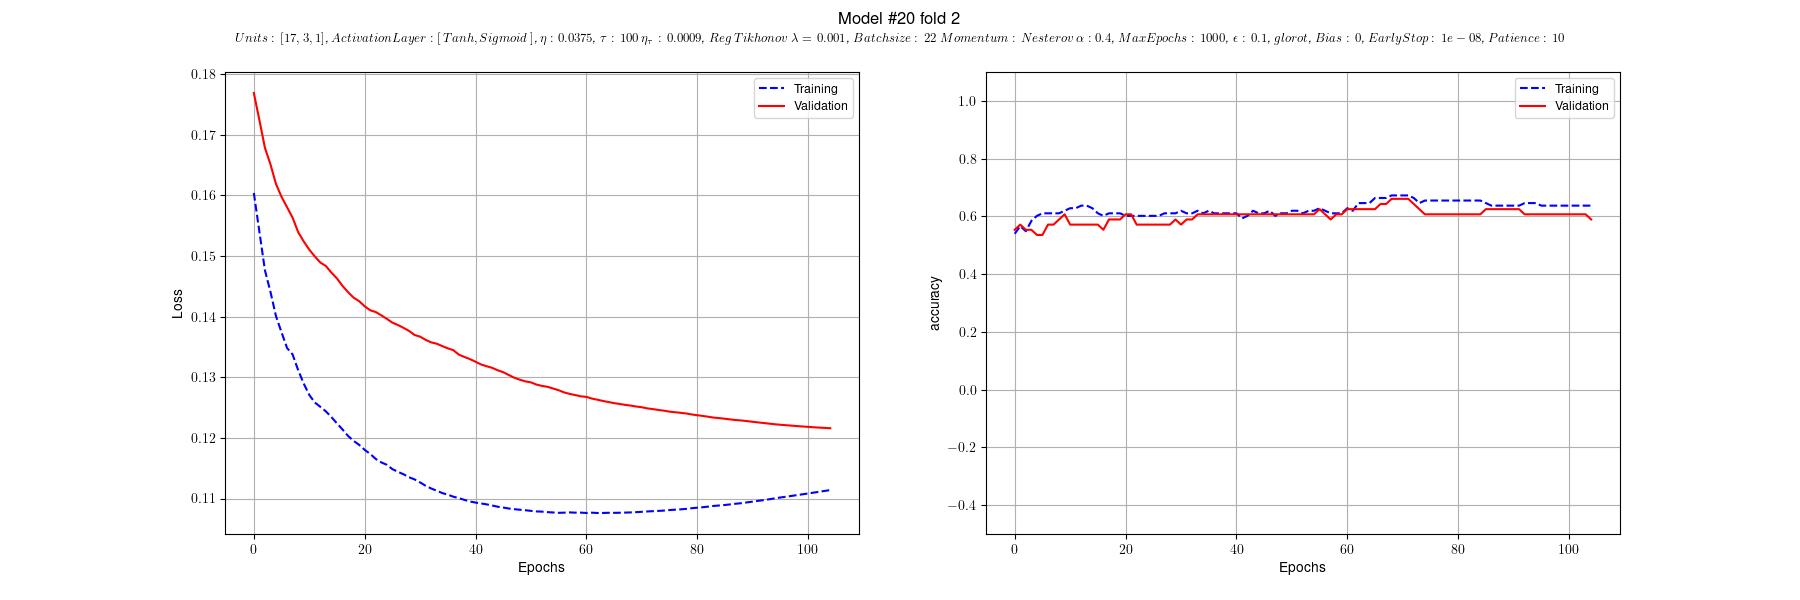 Model #20 fold 2
Units : [17, 3, 1], ActivationLayer : [ Tanh, Sigmoid ], η : 0.0375, τ : 100 ητ : 0.0009, Reg Tikhonov λ = 0.001, Batchsize : 22 Momentum : Nesterov α : 0.4, MaxEpochs : 1000, ϵ : 0.1, glorot, Bias : 0, EarlyStop : 1e − 08, Patience : 10
0.18
0.17
0.16
0.15
0.14
0.13
0.12
0.11
Loss
0 20 40 60 80 100
Epochs
Training
Validation
1.0
0.8
0.6
0.4
0.2
0.0
−0.2
−0.4
accuracy
0 20 40 60 80 100
Epochs
Training
Validation